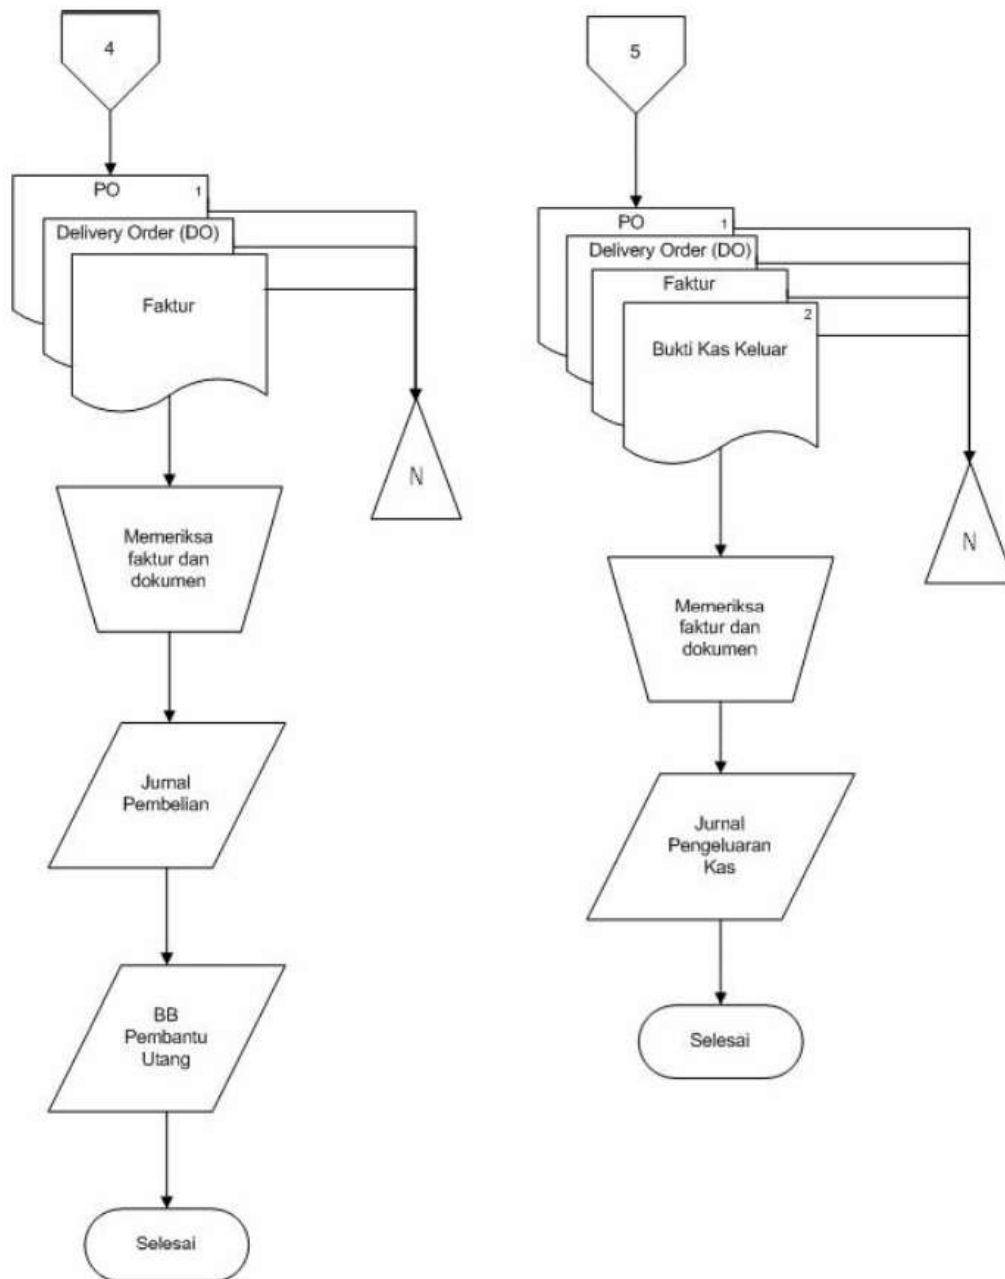 4
PO 1
Delivery Order (DO)
Faktur
N
Memeriksa
faktur dan
dokumen
Jurnal
Pembelian
BB
Pembantu
Utang
Selesai
5
PO 1
Delivery Order (DO)
Faktur
2
Bukti Kas Keluar
N
Memeriksa
faktur dan
dokumen
Jurnal
Pengeluaran
Kas
Selesai